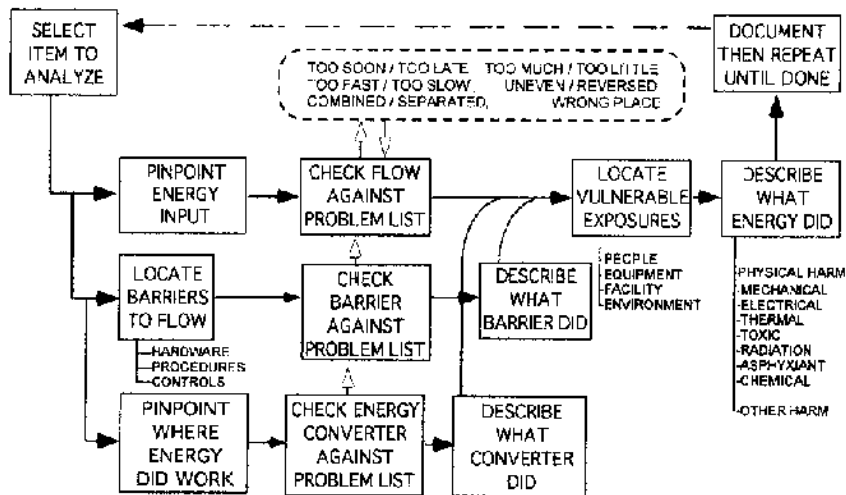 SELECT
ITEM TO
ANALYZE
DOCUMENT
THEN REPEAT
UNTIL DONE
TOO SOON / TOO LATE TOO MUCH / TOO LITTLE
TOO FAST / TOO SLOW, UNEVEN / REVERSED
COMBINED / SEPARATED, WRONG PLACE
PINPOINT
ENERGY
INPUT
CHECK FLOW
AGAINST
PROBLEM LIST
LOCATE
VULNERABLE
EXPOSURES
DESCRIBE
WHAT
ENERGY DID
PEOPLE
EQUIPMENT
FACILITY
ENVIRONMENT
PHYSICAL HARM
MECHANICAL
ELECTRICAL
THERMAL
TOXIC
RADIATION
ASPHYXIANT
CHEMICAL
OTHER HARM
LOCATE
BARRIERS
TO FLOW
HARDWARE
PROCEDURES
CONTROLS
CHECK
BARRIER
AGAINST
PROBLEM LIST
DESCRIBE
WHAT
BARRIER DID
PINPOINT
WHERE
ENERGY
DID WORK
CHECK ENERGY
CONVERTER
AGAINST
PROBLEM LIST
DESCRIBE
WHAT
CONVERTER
DID